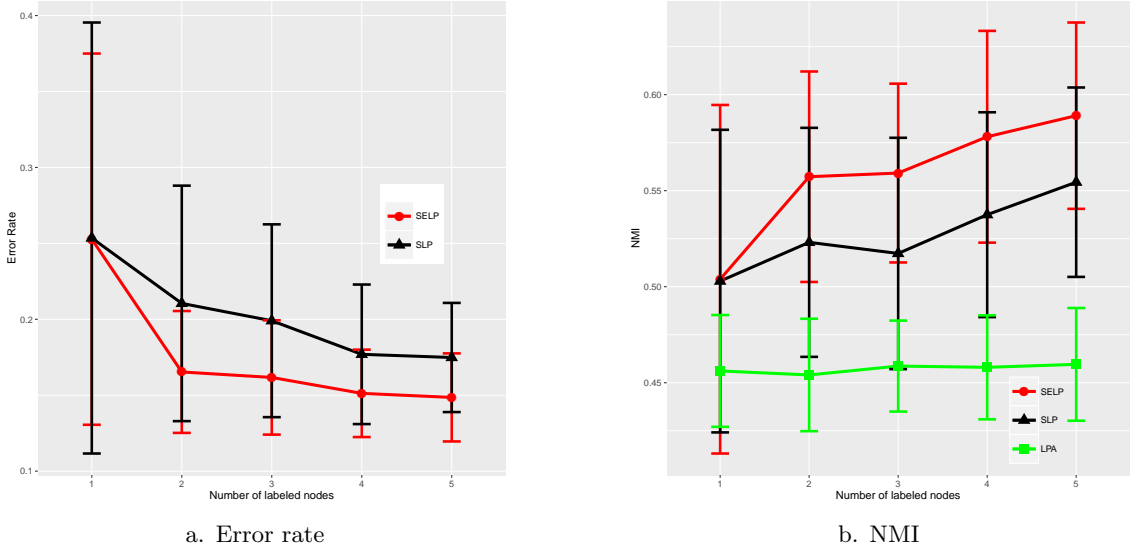 0.4
0.3
0.2
0.1
Error Rate
1 2 3 4 5
Number of labeled nodes
SELP
SLP
a. Error rate
0.60
0.55
0.50
0.45
NMI
1 2 3 4 5
Number of labeled nodes
SELP
SLP
LPA
b. NMI